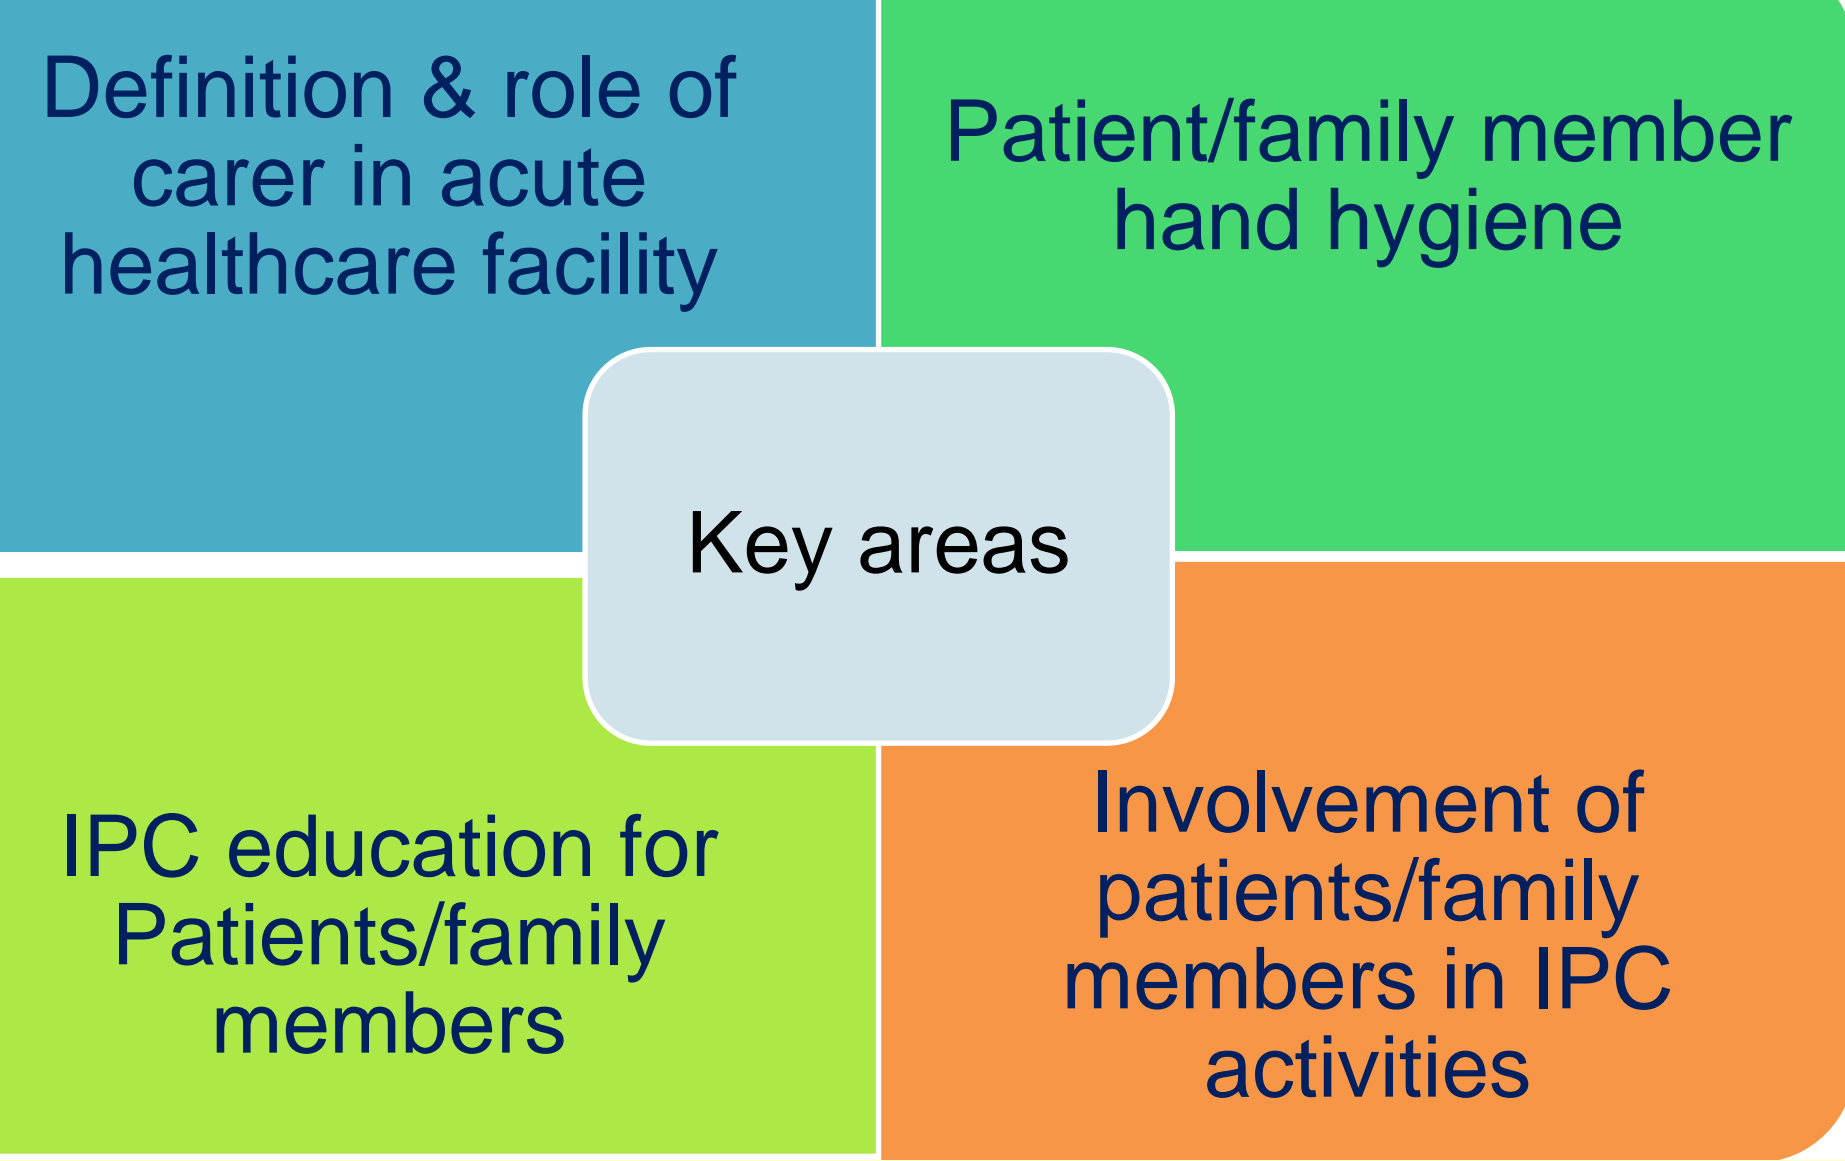 Definition & role of
carer in acute
healthcare facility
Patient/family member
hand hygiene
Key areas
IPC education for
Patients/family
members
Involvement of
patients/family
members in IPC
activities